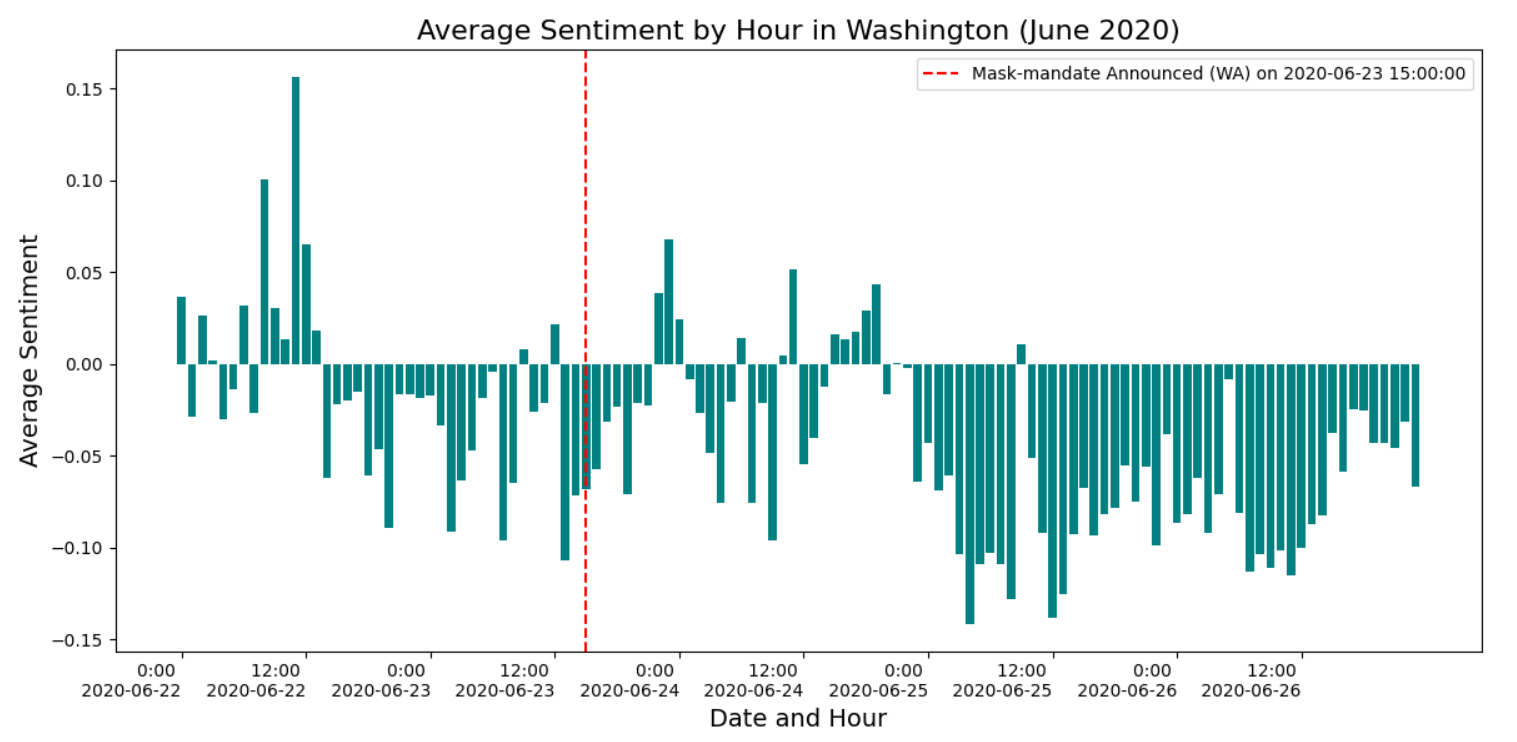 Average Sentiment by Hour in Washington (June 2020)
Mask-mandate Announced (WA) on 2020-06-23 15:00:00
Average Sentiment
0.15
0.10
0.05
0.00
−0.05
−0.10
−0.15
0:00 12:00 0:00 12:00 0:00 12:00 0:00 12:00 0:00 12:00
2020-06-22 2020-06-22 2020-06-23 2020-06-23 2020-06-24 2020-06-24 2020-06-25 2020-06-25 2020-06-26 2020-06-26
Date and Hour